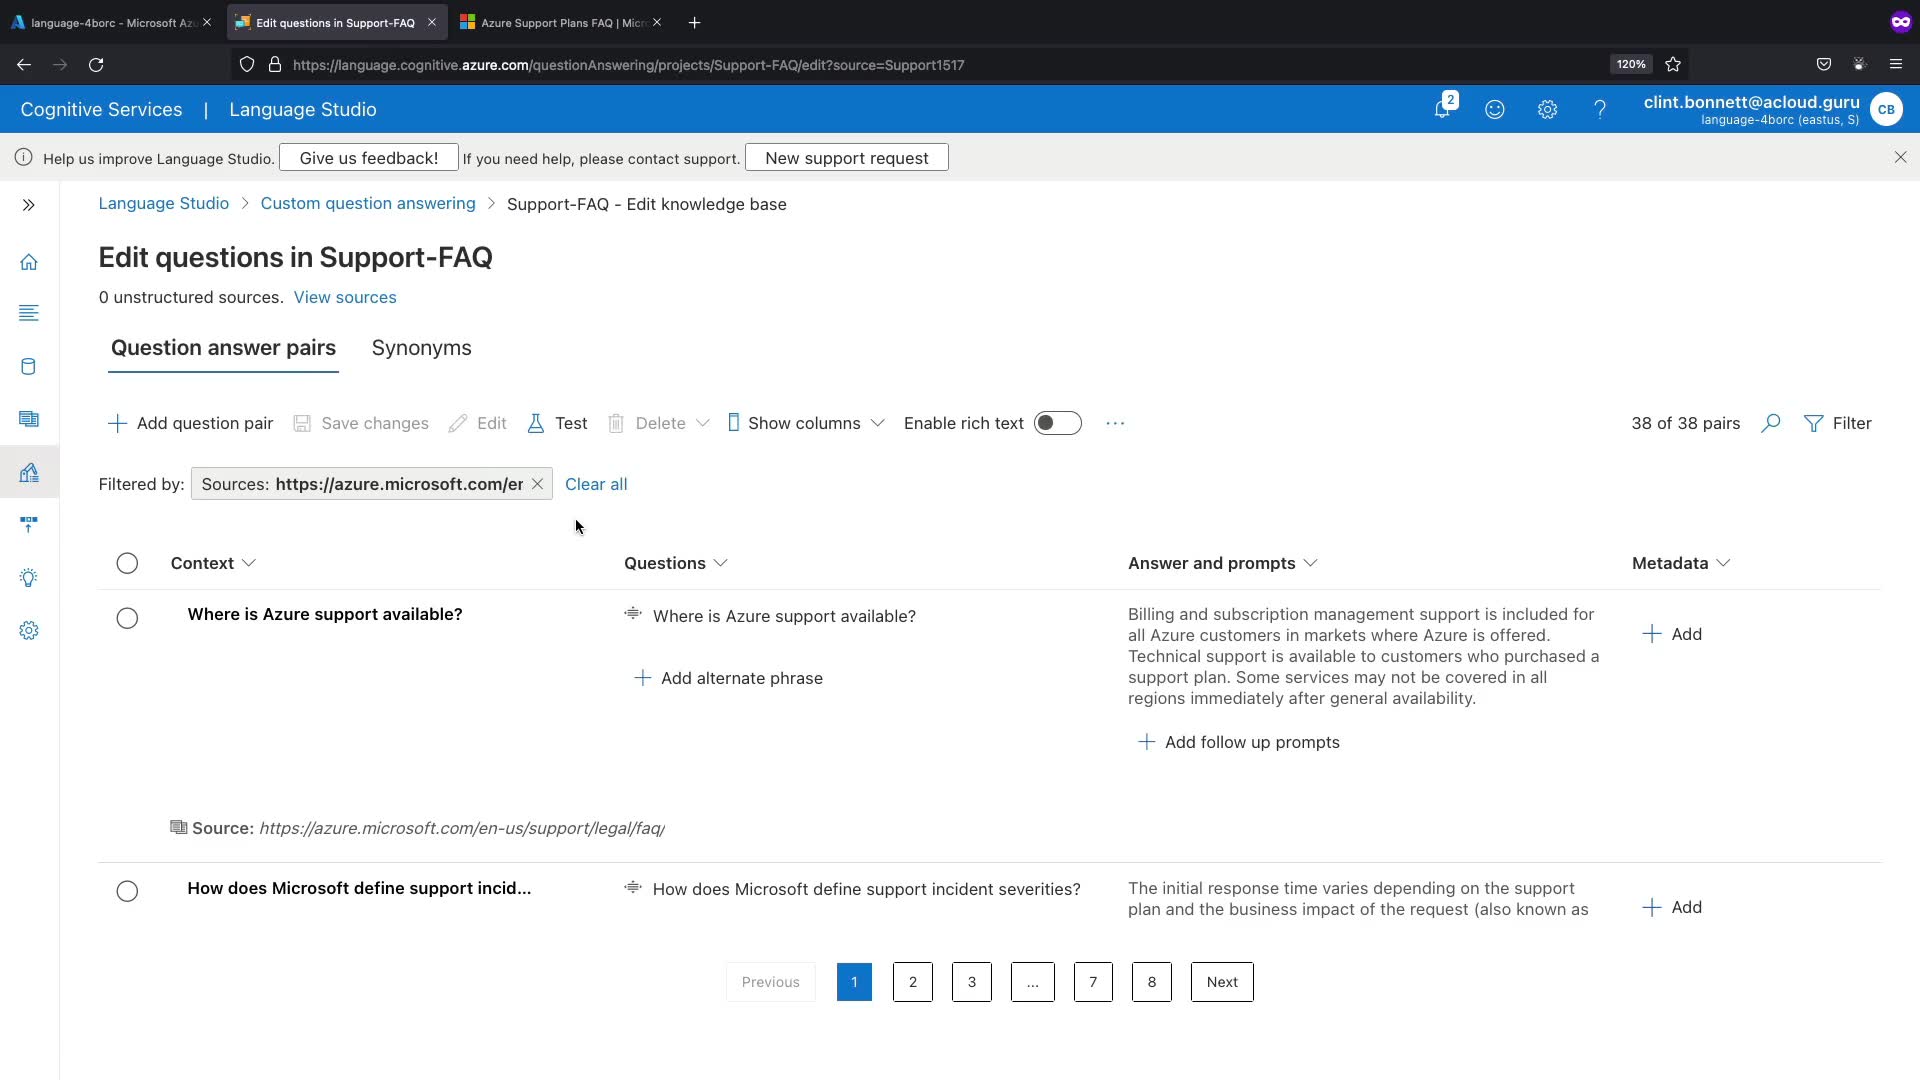 language-4borc - Microsoft Azu
Edit questions in Support-FAQ
Azure Support Plans FAQ | Micr
https://language.cognitive.azure.com/questionAnswering/projects/Support-FAQ/edit?source=Support1517
120%
Cognitive Services | Language Studio
2
clint.bonnett@acloud.guru
language-4borc (eastus, S)
CB
Help us improve Language Studio. Give us feedback! If you need help, please contact support. New support request
Language Studio > Custom question answering > Support-FAQ - Edit knowledge base
Edit questions in Support-FAQ
0 unstructured sources. View sources
Question answer pairs Synonyms
Add question pair Save changes Edit Test Delete Show columns Enable rich text ... 38 of 38 pairs Filter
Filtered by: Sources: https://azure.microsoft.com/er Clear all
Context Questions Answer and prompts Metadata
Where is Azure support available?
Where is Azure support available?
Add alternate phrase
Billing and subscription management support is included for
all Azure customers in markets where Azure is offered.
Technical support is available to customers who purchased a
support plan. Some services may not be covered in all
regions immediately after general availability.
Add follow up prompts
Add
Source: https://azure.microsoft.com/en-us/support/legal/faq/
How does Microsoft define support incid...
How does Microsoft define support incident severities?
The initial response time varies depending on the support
plan and the business impact of the request (also known as
Add
Previous 1 2 3 ... 7 8 Next